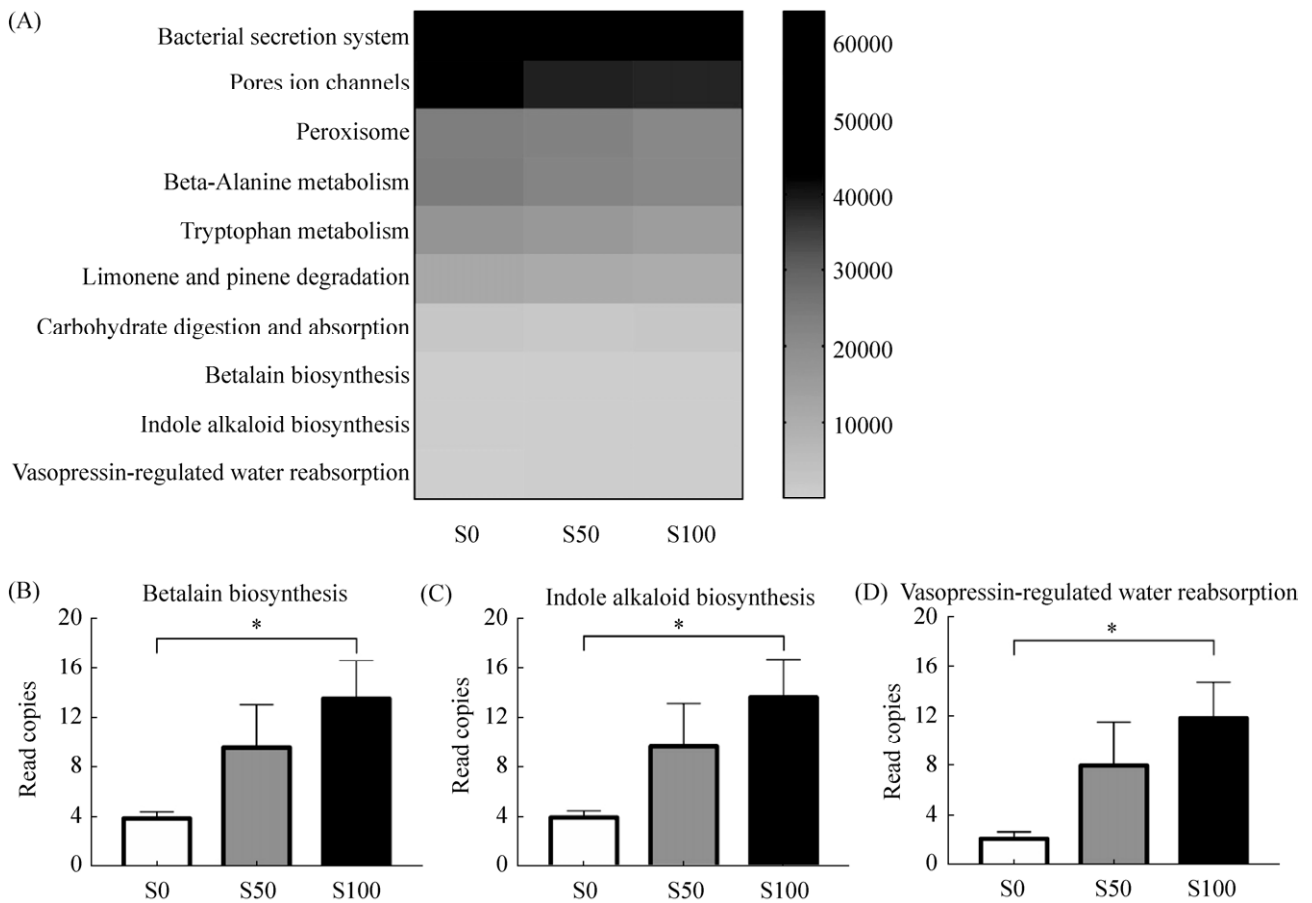 (A)
Bacterial secretion system
Pores ion channels
Peroxisome
Beta-Alanine metabolism
Tryptophan metabolism
Limonene and pinene degradation
Carbohydrate digestion and absorption
Betalain biosynthesis
Indole alkaloid biosynthesis
Vasopressin-regulated water reabsorption
S0 S50 S100
60000
50000
40000
30000
20000
10000
(B) Betalain biosynthesis
20
16
12
8
4
0
Read copies
*
S0 S50 S100
(C) Indole alkaloid biosynthesis
20
16
12
8
4
0
Read copies
*
S0 S50 S100
(D) Vasopressin-regulated water reabsorption
20
16
12
8
4
0
Read copies
*
S0 S50 S100